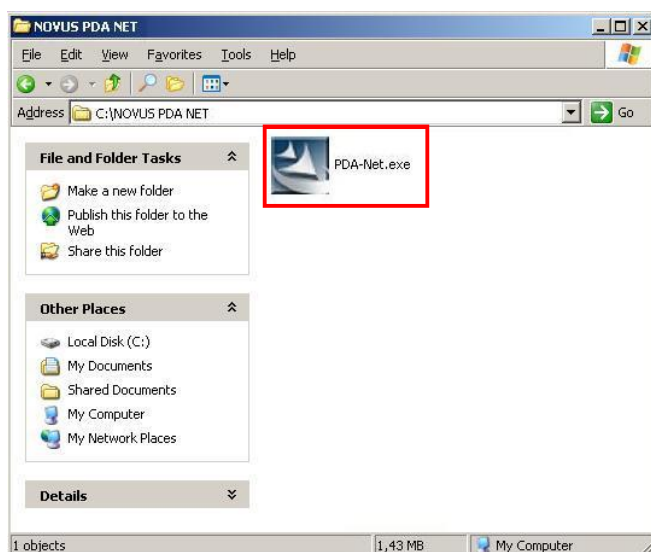 NOVUS PDA NET
File Edit View Favorites Tools Help
Address C:\NOVUS PDA NET Go
File and Folder Tasks
Make a new folder
Publish this folder to the
Web
Share this folder
Other Places
Local Disk (C:)
My Documents
Shared Documents
My Computer
My Network Places
Details
PDA-Net.exe
1 objects 1,43 MB My Computer